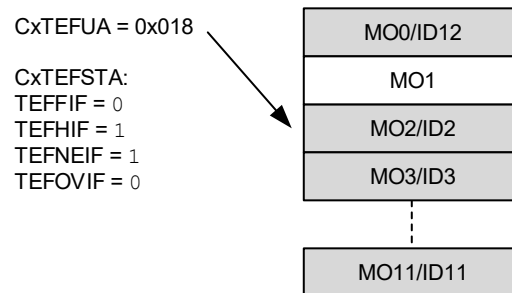 CxTEFUA = 0x018
CxTEFSTA:
TEFFIF = 0
TEFHIF = 1
TEFNEIF = 1
TEFOVIF = 0
MO0/ID12
MO1
MO2/ID2
MO3/ID3
MO11/ID11